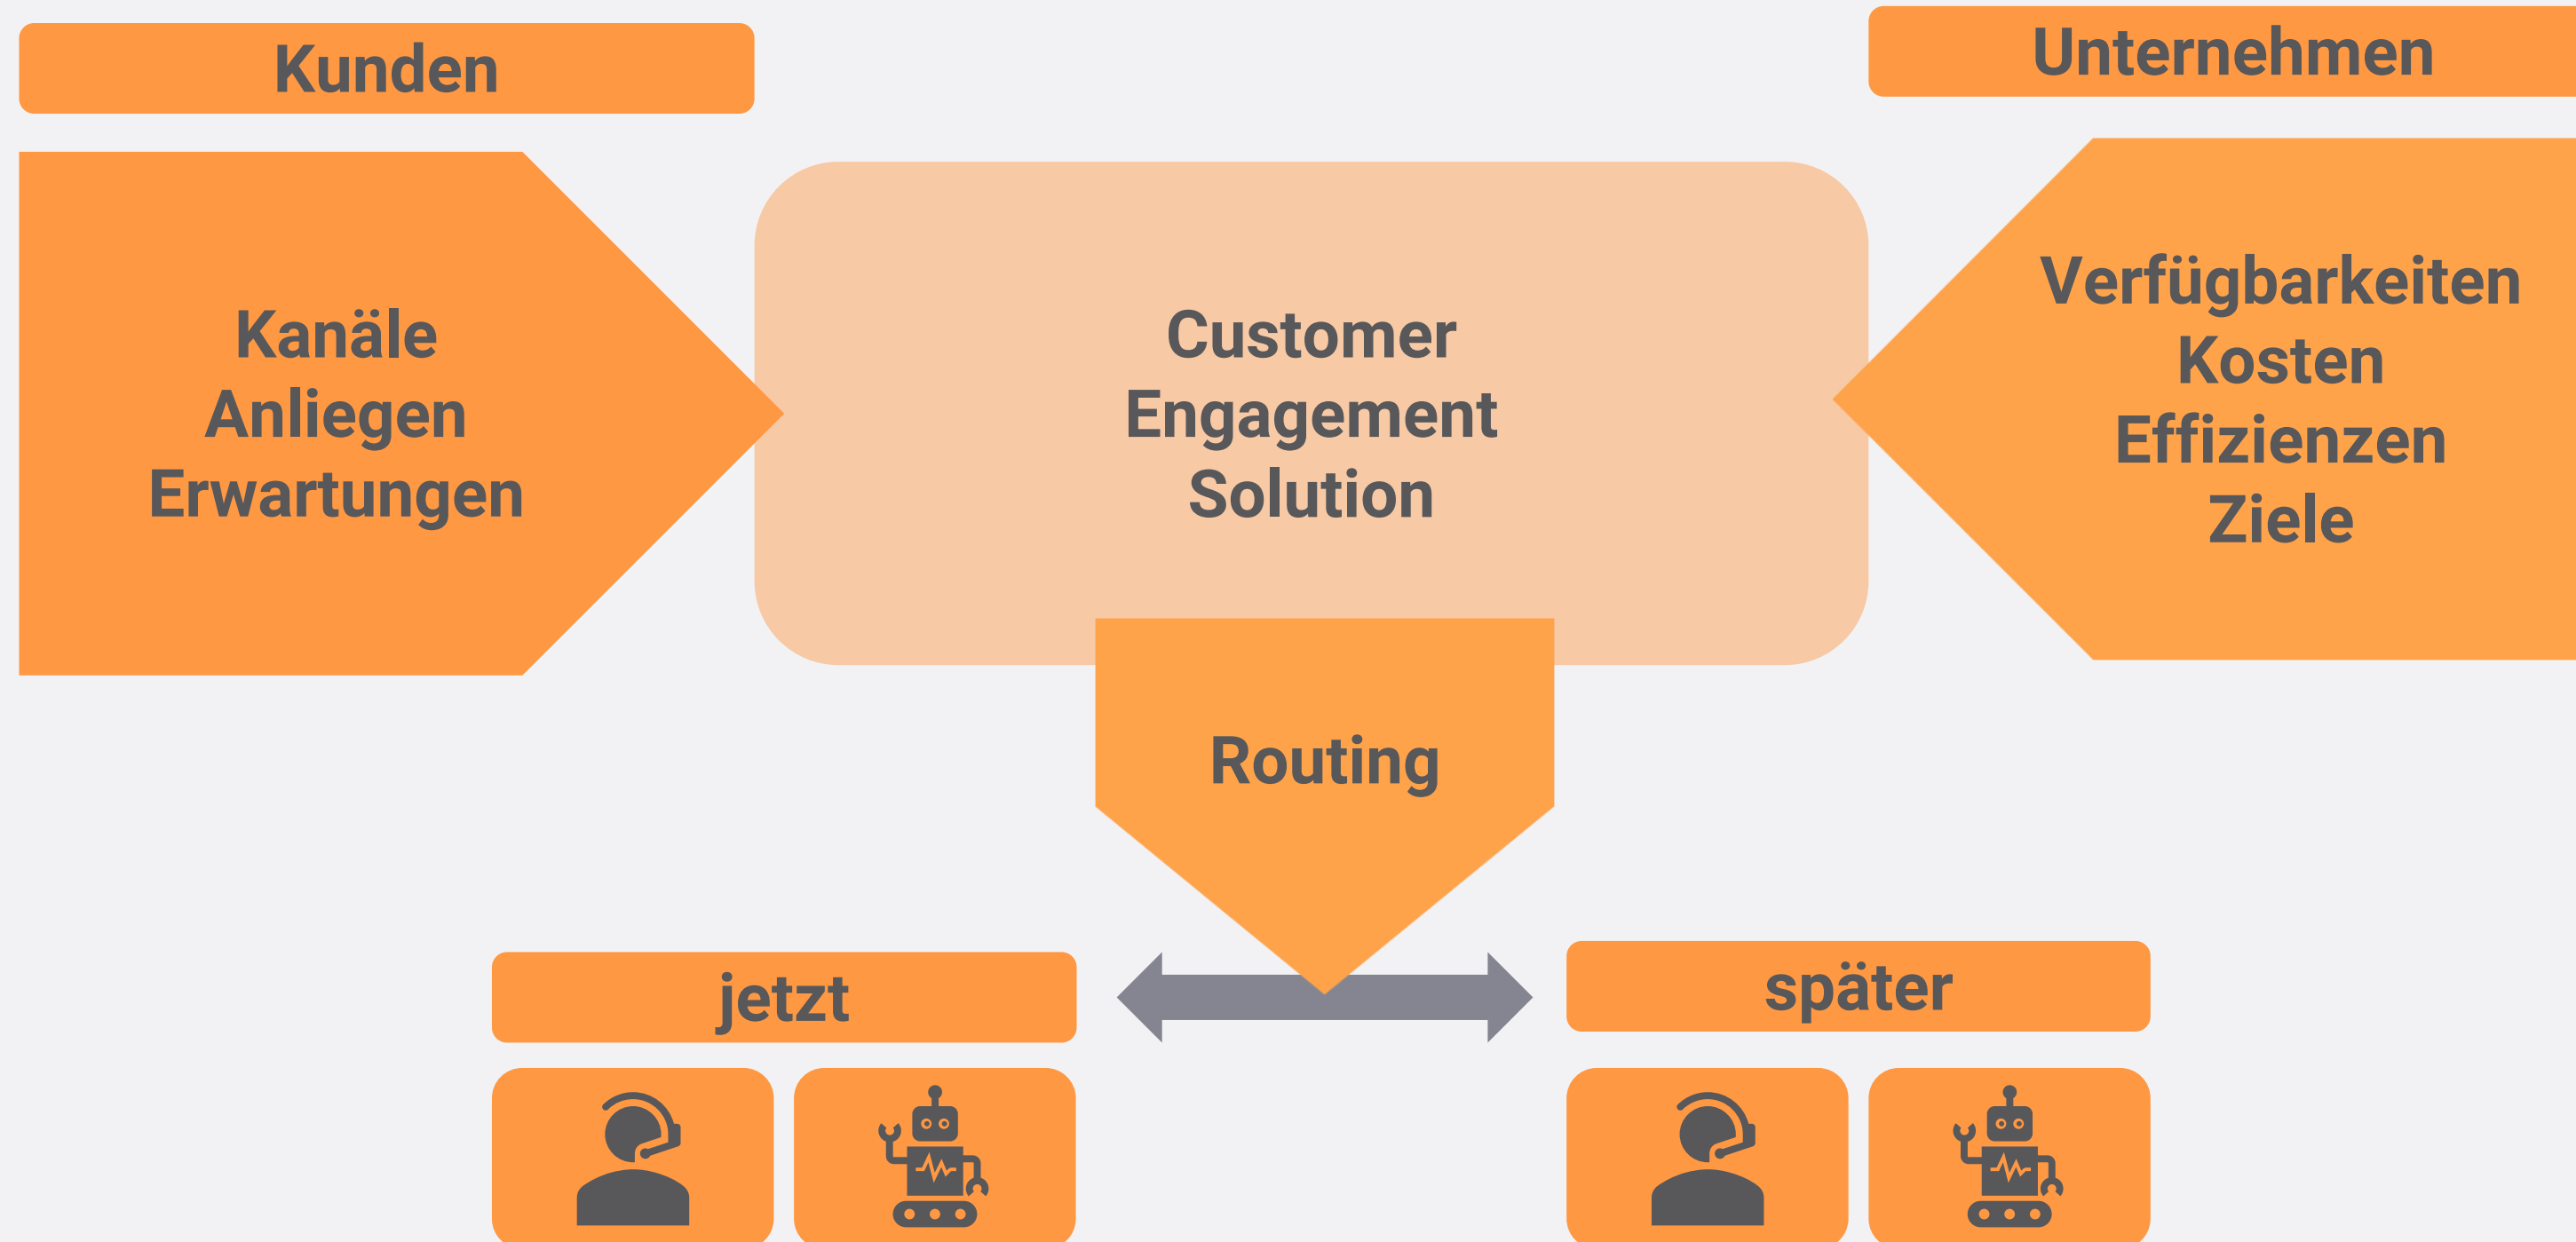 Kunden
Unternehmen
Kanäle
Anliegen
Erwartungen
Customer
Engagement
Solution
Verfügbarkeiten
Kosten
Effizienzen
Ziele
Routing
jetzt
später